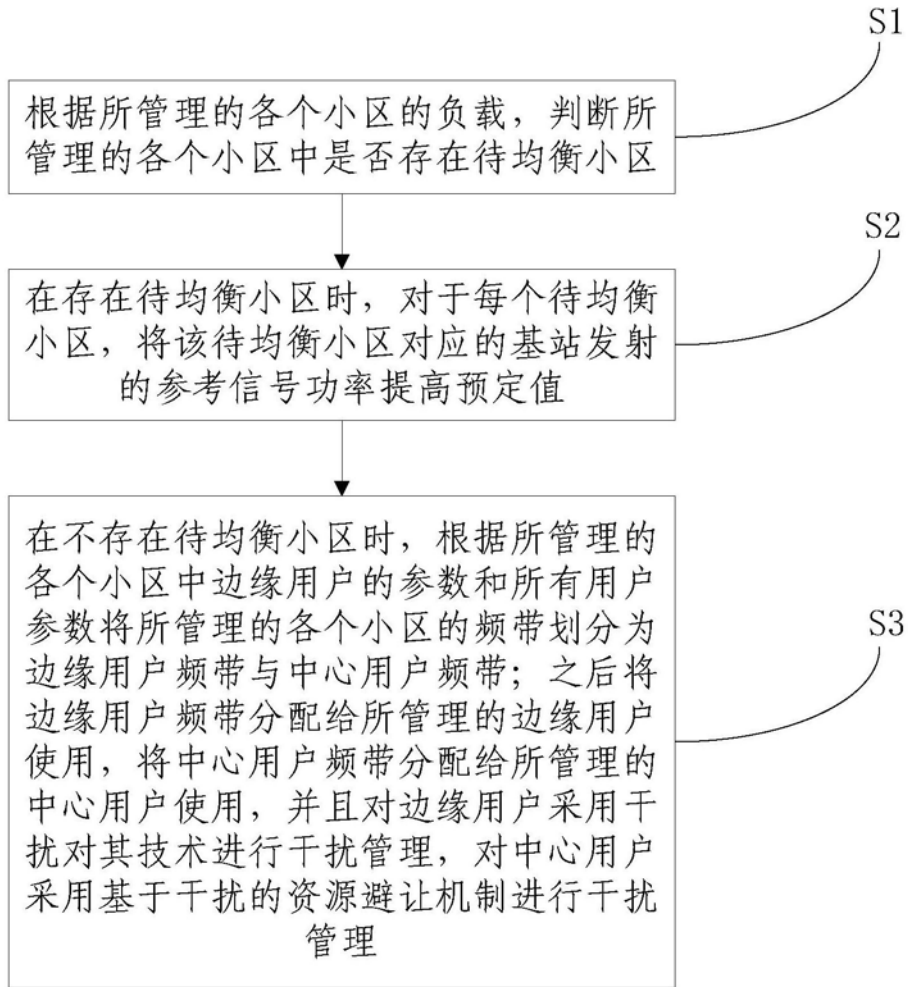 S1
根据所管理的各个小区的负载，判断所
管理的各个小区中是否存在待均衡小区
S2
在存在待均衡小区时，对于每个待均衡
小区，将该待均衡小区对应的基站发射
的参考信号功率提高预定值
S3
在不存在待均衡小区时，根据所管理的
各个小区中边缘用户的参数和所有用户
参数将所管理的各个小区的频带划分为
边缘用户频带与中心用户频带；之后将
边缘用户频带分配给所管理的边缘用户
使用，将中心用户频带分配给所管理的
中心用户使用，并且对边缘用户采用干
扰对其技术进行干扰管理，对中心用户
采用基于干扰的资源避让机制进行干扰
管理